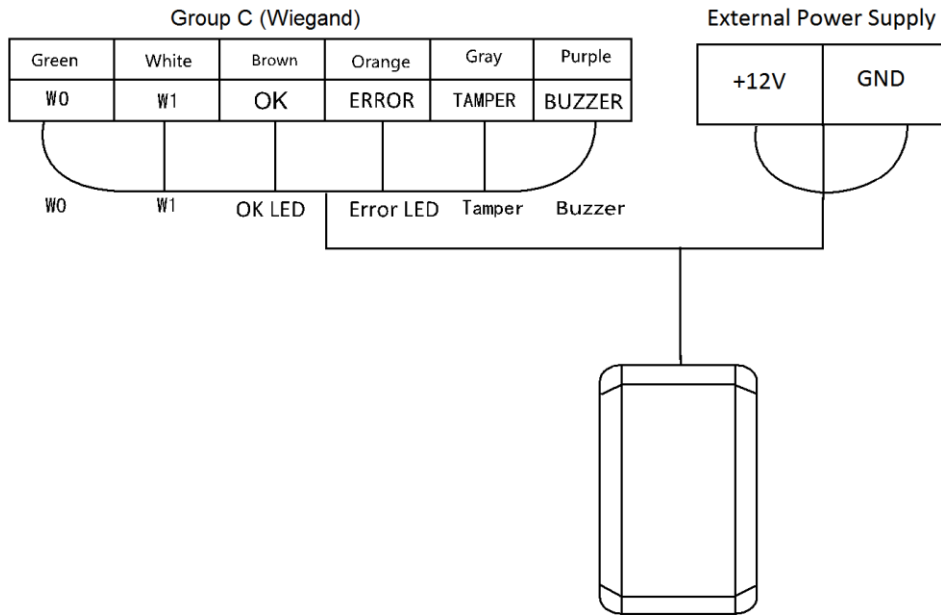 Group C (Wiegand)
External Power Supply
Green White Brown Orange Gray Purple
W0 W1 OK ERROR TAMPER BUZZER
+12V GND
W0 W1 OK LED Error LED Tamper Buzzer